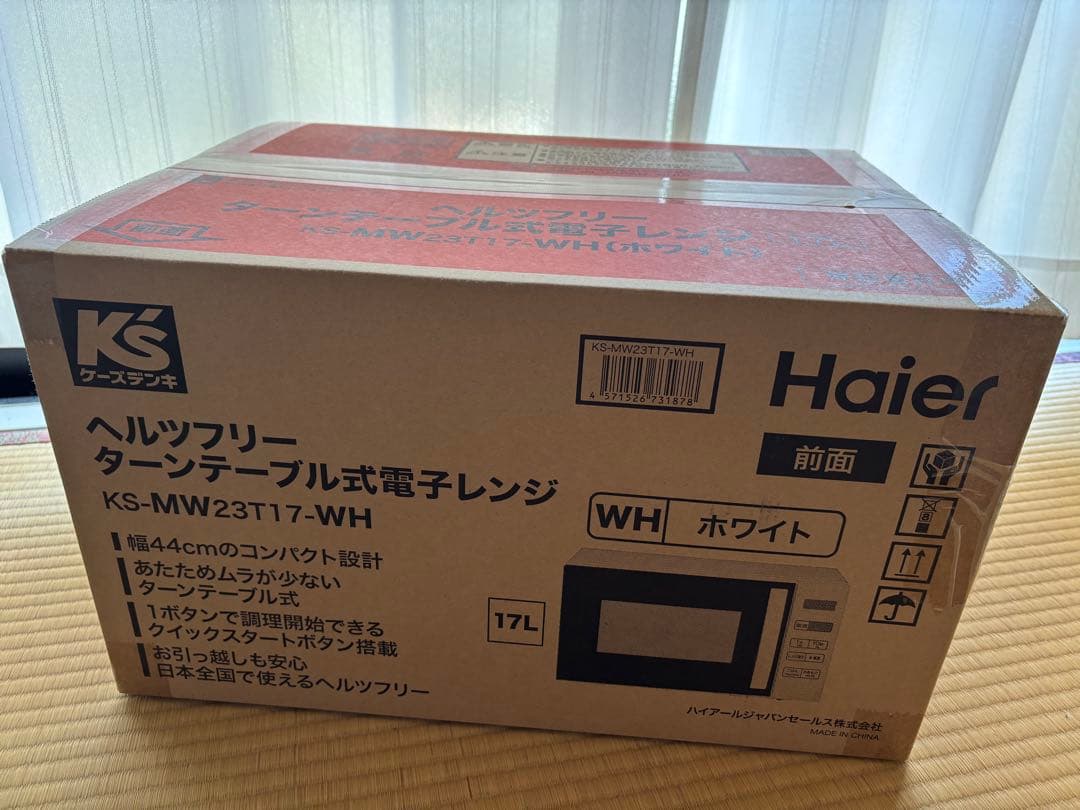 ヘルツフリー
ターンテーブル式電子レンジ
KS-MW23T17-WH(ホワイト)
前面
K's
ケーズデンキ
ヘルツフリー
ターンテーブル式電子レンジ
KS-MW23T17-WH
幅44cmのコンパクト設計
あたためムラが少ない
ターンテーブル式
1ボタンで調理開始できる
クイックスタートボタン搭載
お引っ越しも安心
日本全国で使えるヘルツフリー
KS-MW23T17-WH
4 571526 731878
Haier
前面
8
WH ホワイト
17L
ハイアールジャパンセールス株式会社
MADE IN CHINA